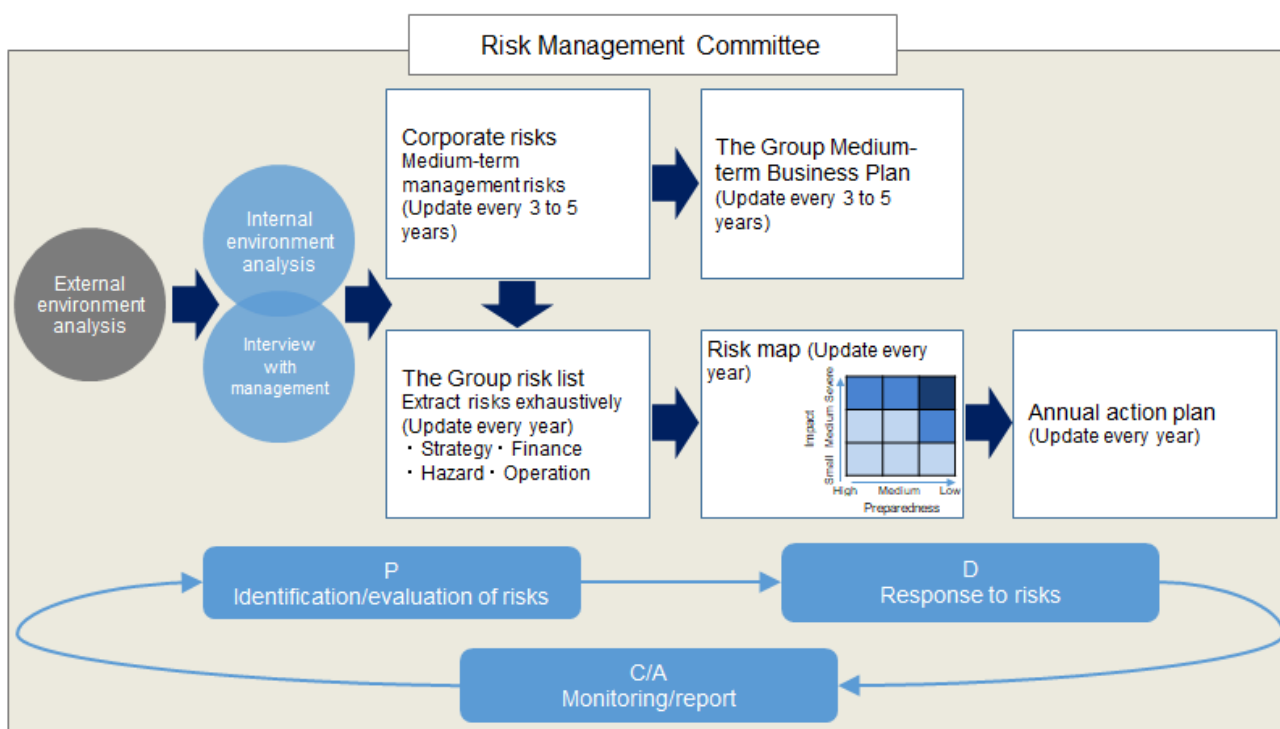 Risk Management Committee
Corporate risks
Medium-term
management risks
(Update every 3 to 5
years)
The Group Medium-
term Business Plan
(Update every 3 to 5
years)
Internal
environment
analysis
External
environment
analysis
Interview
with
management
The Group risk list
Extract risks exhaustively
(Update every year)
・Strategy・Finance
・Hazard・Operation
Risk map (Update every
year)
Impact
Small Medium Severe
High Medium Low
Preparedness
Annual action plan
(Update every year)
P
Identification/evaluation of risks
D
Response to risks
C/A
Monitoring/report